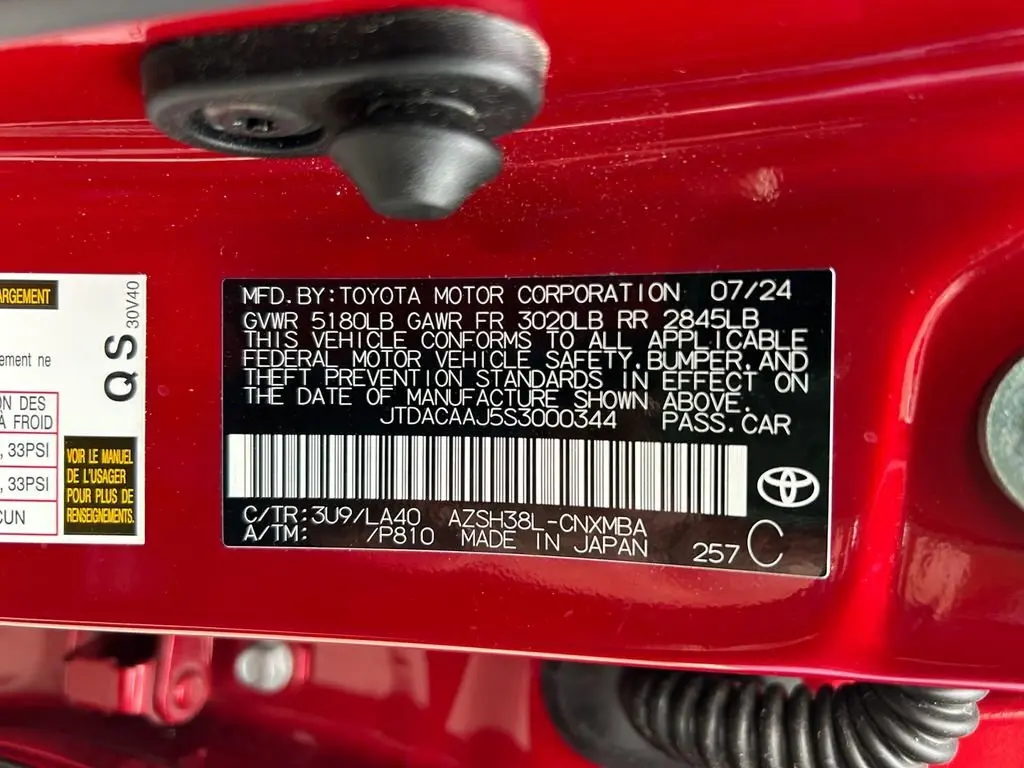 ARGEMENT
ement ne
QS 30V40
ON DES
À FROID
, 33PSI
, 33PSI
CUN
VOIR LE MANUEL
DE L'USAGER
POUR PLUS DE
RENSEIGNEMENTS.
MFD.BY:TOYOTA MOTOR CORPORATION 07/24
GVWR 5180LB GAWR FR 3020LB RR 2845LB
THIS VEHICLE CONFORMS TO ALL APPLICABLE
FEDERAL MOTOR VEHICLE SAFETY,BUMPER,AND
THEFT PREVENTION STANDARDS IN EFFECT ON
THE DATE OF MANUFACTURE SHOWN ABOVE.
JTDACAAJ5S3000344 PASS.CAR
C/TR:3U9/LA40 AZSH38L-CNXMBA
A/TM: /P810 MADE IN JAPAN 257 C